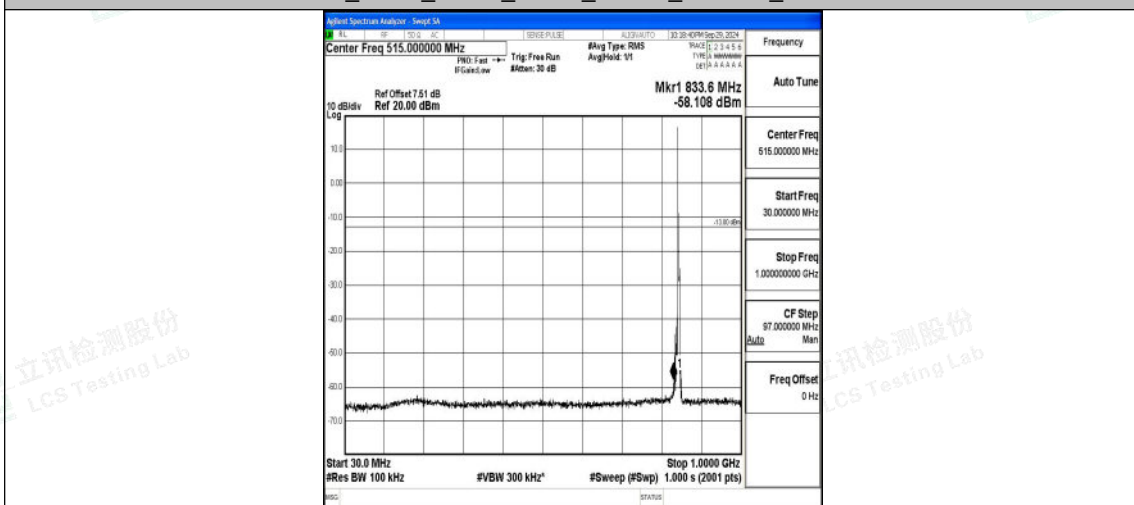 Agilent Spectrum Analyzer - Swept SA
RL RF 50 Ω AC SENSE:PULSE ALIGNAUTO 10:18:40PM Sep 29, 2024
Center Freq 515.000000 MHz
PNO: Fast
IFGain:Low
Trig: Free Run
#Atten: 30 dB
#Avg Type: RMS
Avg|Hold: 1/1
TRACE 1 2 3 4 5 6
TYPE A
DET A A A A A A
Frequency
Auto Tune
Mkr1 833.6 MHz
-58.108 dBm
Ref Offset 7.51 dB
10 dB/div Ref 20.00 dBm
Log
10.0
0.00
-10.0
-13.00 dBm
-20.0
-30.0
-40.0
-50.0
-60.0
-70.0
1
Center Freq
515.000000 MHz
Start Freq
30.000000 MHz
Stop Freq
1.000000000 GHz
CF Step
97.000000 MHz
Auto Man
Freq Offset
0 Hz
Start 30.0 MHz Stop 1.0000 GHz
#Res BW 100 kHz #VBW 300 kHz* #Sweep (#Swp) 1.000 s (2001 pts)
MSG STATUS
立讯检测股份
LCS Testing Lab
立讯检测股份
LCS Testing Lab